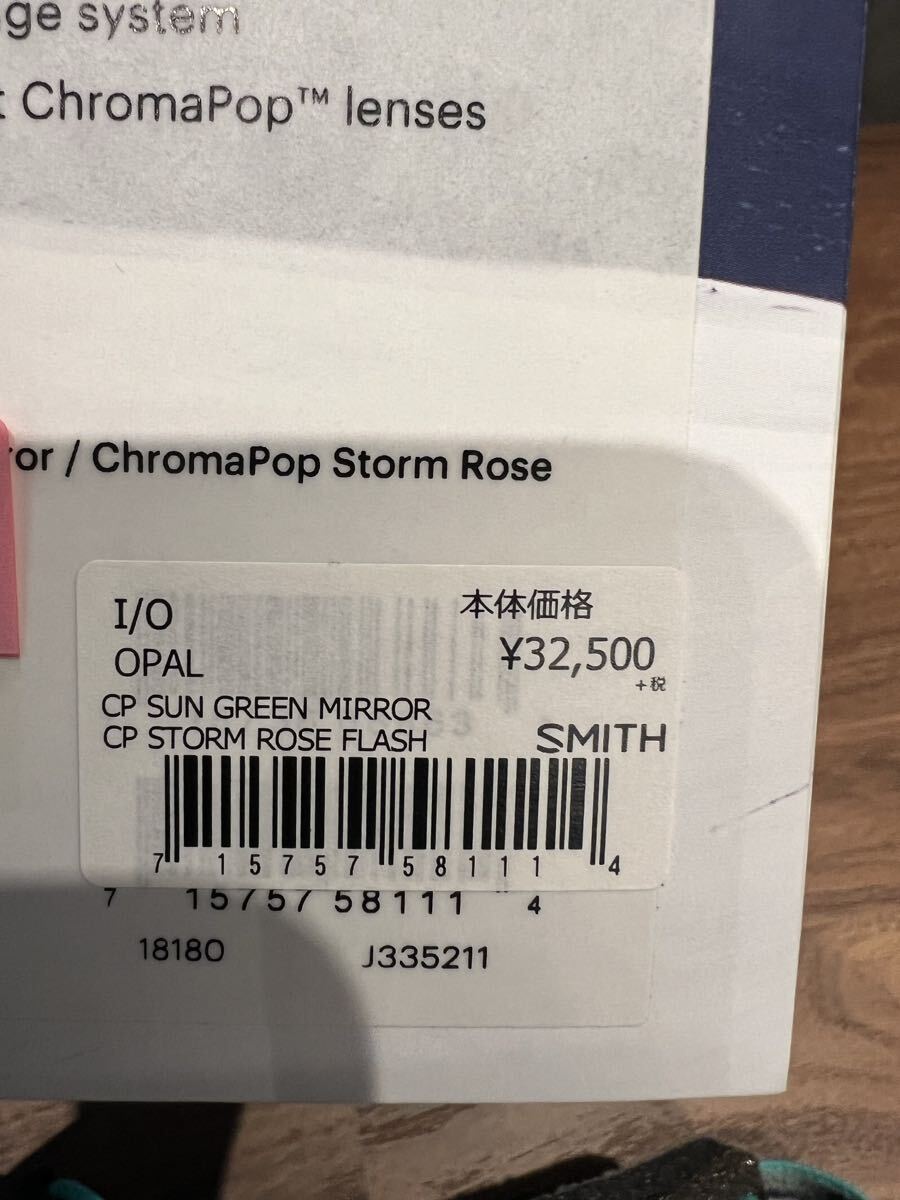 ge system
t ChromaPop™ lenses
ror / ChromaPop Storm Rose
I/O
本体価格
OPAL
¥32,500
+税
CP SUN GREEN MIRROR
CP STORM ROSE FLASH
SMITH
7 15757 58111 4
7 15757 58111 4
18180 J335211